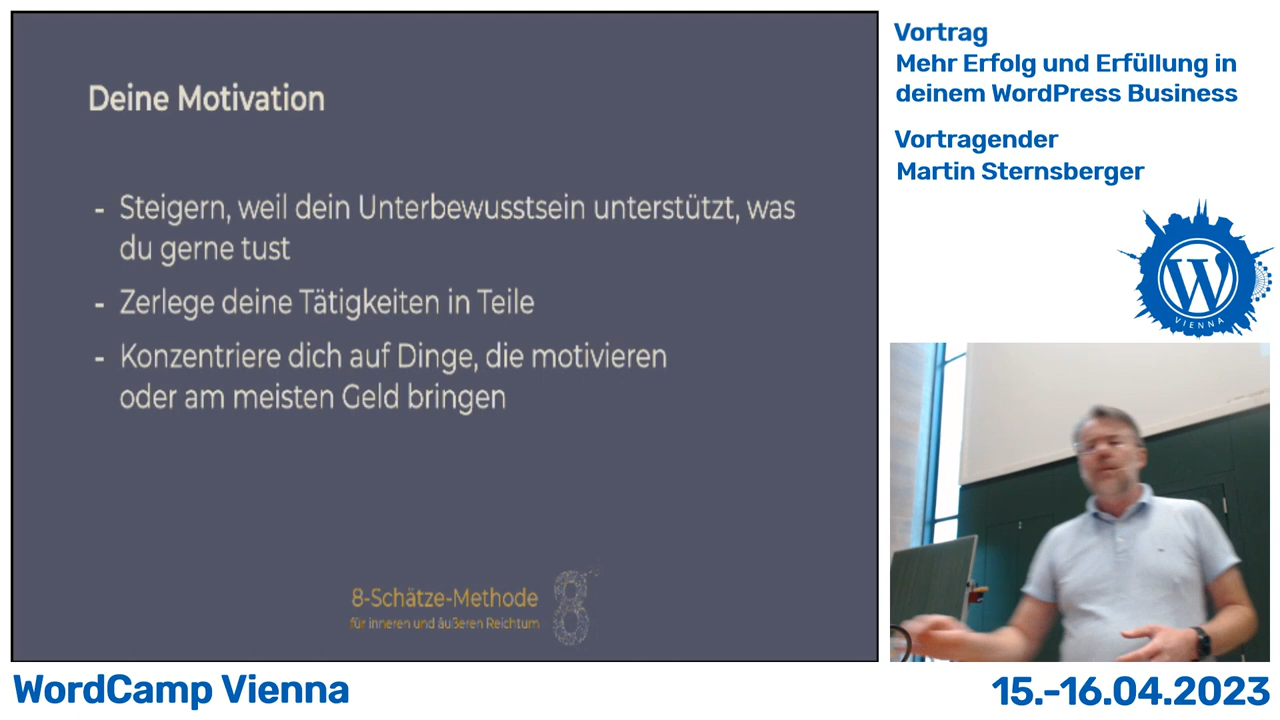 Deine Motivation
- Steigern, weil dein Unterbewusstsein unterstützt, was
du gerne tust
- Zerlege deine Tätigkeiten in Teile
- Konzentriere dich auf Dinge, die motivieren
oder am meisten Geld bringen
8-Schätze-Methode
für inneren und äußeren Reichtum
8
Vortrag
Mehr Erfolg und Erfüllung in
deinem WordPress Business
Vortragender
Martin Sternsberger
W
VIENNA
WordCamp Vienna
15.-16.04.2023